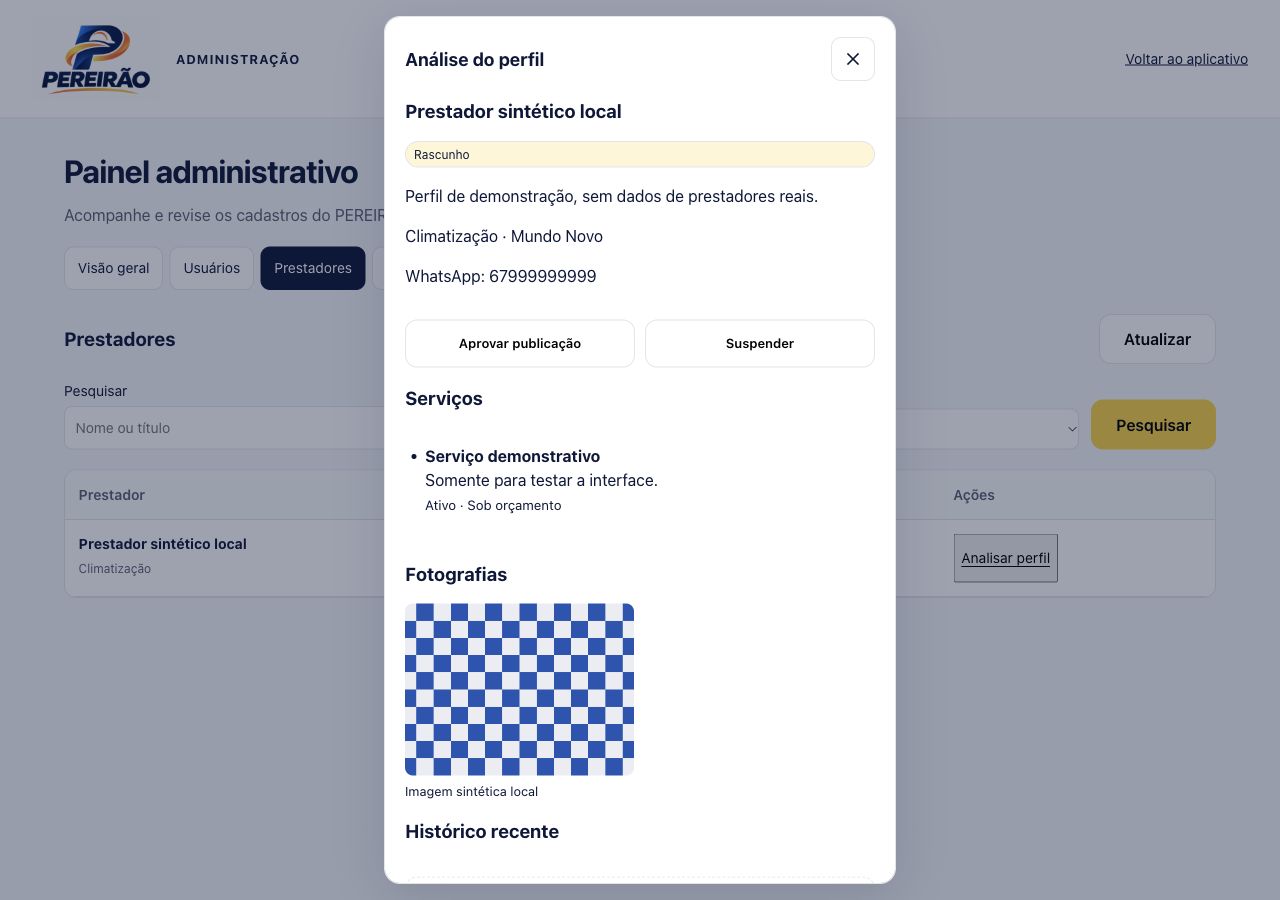 PEREIRÃO
ADMINISTRAÇÃO
Voltar ao aplicativo
Painel administrativo
Acompanhe e revise os cadastros do
Visão geral
Usuários
Prestadores
Prestadores
Atualizar
Pesquisar
Nome ou título
Pesquisar
Prestador
Ações
Prestador sintético local
Climatização
Analisar perfil
Análise do perfil
Prestador sintético local
Rascunho
Perfil de demonstração, sem dados de prestadores reais.
Climatização · Mundo Novo
WhatsApp: 67999999999
Aprovar publicação
Suspender
Serviços
• Serviço demonstrativo
Somente para testar a interface.
Ativo · Sob orçamento
Fotografias
Imagem sintética local
Histórico recente